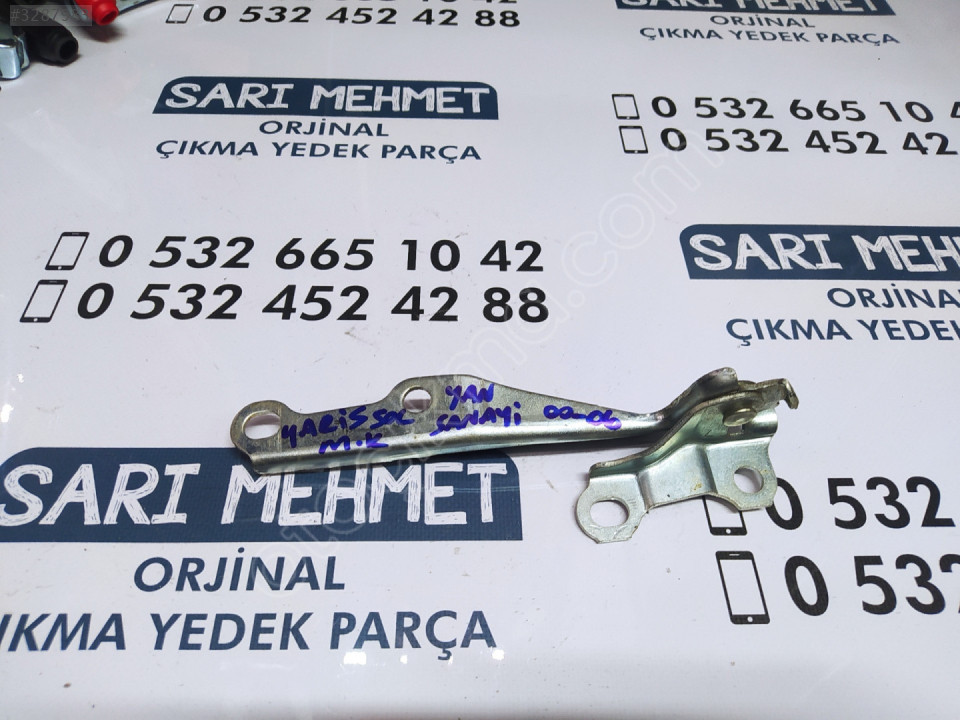 SARI MEHMET
ORJİNAL
ÇIKMA YEDEK PARÇA
0 532 452 42 88
SARI MEHMET
ORJİNAL
ÇIKMA YEDEK PARÇA
0 532 665 10 4
0 532 452 42
0 532 665 10 42
0 532 452 42 88
SARI MEHME
ORJİNAL
ÇIKMA YEDEK
YARİS SOL YAN
M.K SANAYİ 00-06
SARI MEHMET
ORJİNAL
IKMA YEDEK PARÇA
0 532
0 532